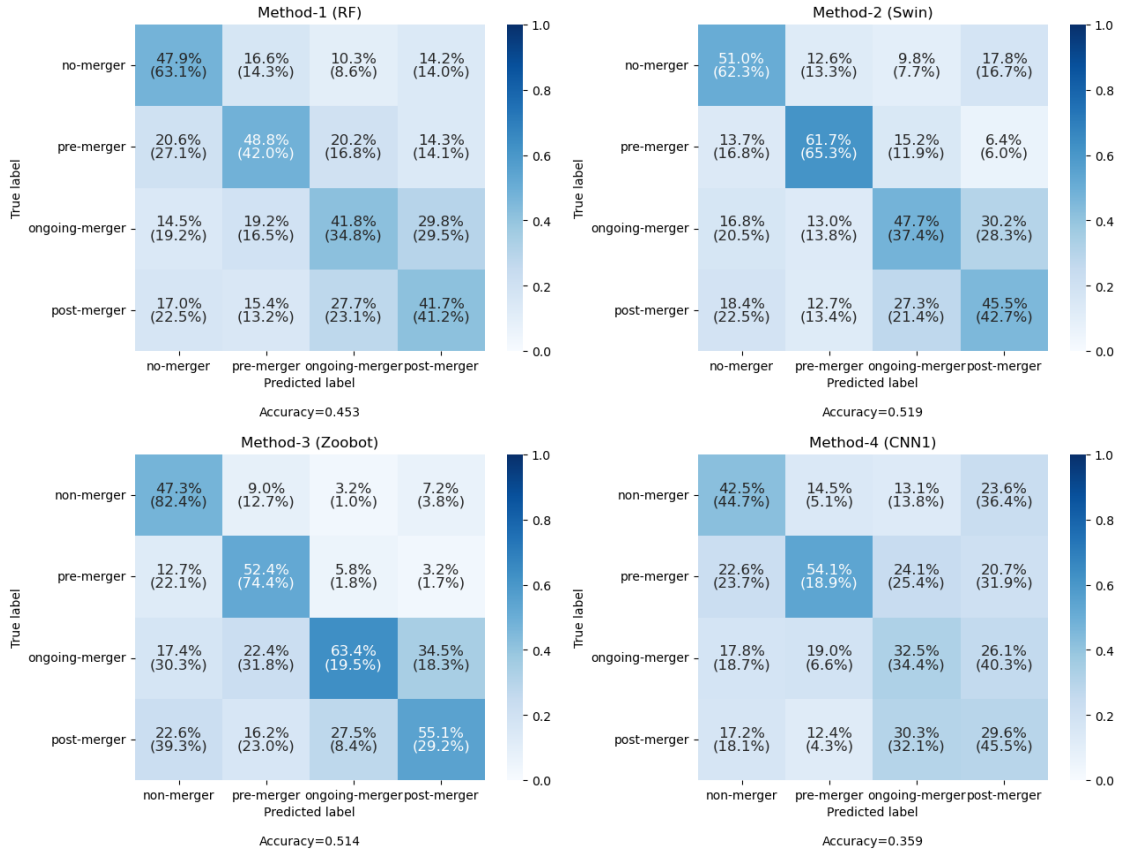 Method-1 (RF)
no-merger 47.9% 16.6% 10.3% 14.2%
(63.1%) (14.3%) (8.6%) (14.0%)
pre-merger 20.6% 48.8% 20.2% 14.3%
(27.1%) (42.0%) (16.8%) (14.1%)
ongoing-merger 14.5% 19.2% 41.8% 29.8%
(19.2%) (16.5%) (34.8%) (29.5%)
post-merger 17.0% 15.4% 27.7% 41.7%
(22.5%) (13.2%) (23.1%) (41.2%)
True label
no-merger pre-merger ongoing-merger post-merger
Predicted label
Accuracy=0.453
1.0
0.8
0.6
0.4
0.2
0.0
Method-2 (Swin)
no-merger 51.0% 12.6% 9.8% 17.8%
(62.3%) (13.3%) (7.7%) (16.7%)
pre-merger 13.7% 61.7% 15.2% 6.4%
(16.8%) (65.3%) (11.9%) (6.0%)
ongoing-merger 16.8% 13.0% 47.7% 30.2%
(20.5%) (13.8%) (37.4%) (28.3%)
post-merger 18.4% 12.7% 27.3% 45.5%
(22.5%) (13.4%) (21.4%) (42.7%)
True label
no-merger pre-merger ongoing-merger post-merger
Predicted label
Accuracy=0.519
1.0
0.8
0.6
0.4
0.2
0.0
Method-3 (Zoobot)
non-merger 47.3% 9.0% 3.2% 7.2%
(82.4%) (12.7%) (1.0%) (3.8%)
pre-merger 12.7% 52.4% 5.8% 3.2%
(22.1%) (74.4%) (1.8%) (1.7%)
ongoing-merger 17.4% 22.4% 63.4% 34.5%
(30.3%) (31.8%) (19.5%) (18.3%)
post-merger 22.6% 16.2% 27.5% 55.1%
(39.3%) (23.0%) (8.4%) (29.2%)
True label
non-merger pre-merger ongoing-merger post-merger
Predicted label
Accuracy=0.514
1.0
0.8
0.6
0.4
0.2
0.0
Method-4 (CNN1)
non-merger 42.5% 14.5% 13.1% 23.6%
(44.7%) (5.1%) (13.8%) (36.4%)
pre-merger 22.6% 54.1% 24.1% 20.7%
(23.7%) (18.9%) (25.4%) (31.9%)
ongoing-merger 17.8% 19.0% 32.5% 26.1%
(18.7%) (6.6%) (34.4%) (40.3%)
post-merger 17.2% 12.4% 30.3% 29.6%
(18.1%) (4.3%) (32.1%) (45.5%)
True label
non-merger pre-merger ongoing-merger post-merger
Predicted label
Accuracy=0.359
1.0
0.8
0.6
0.4
0.2
0.0